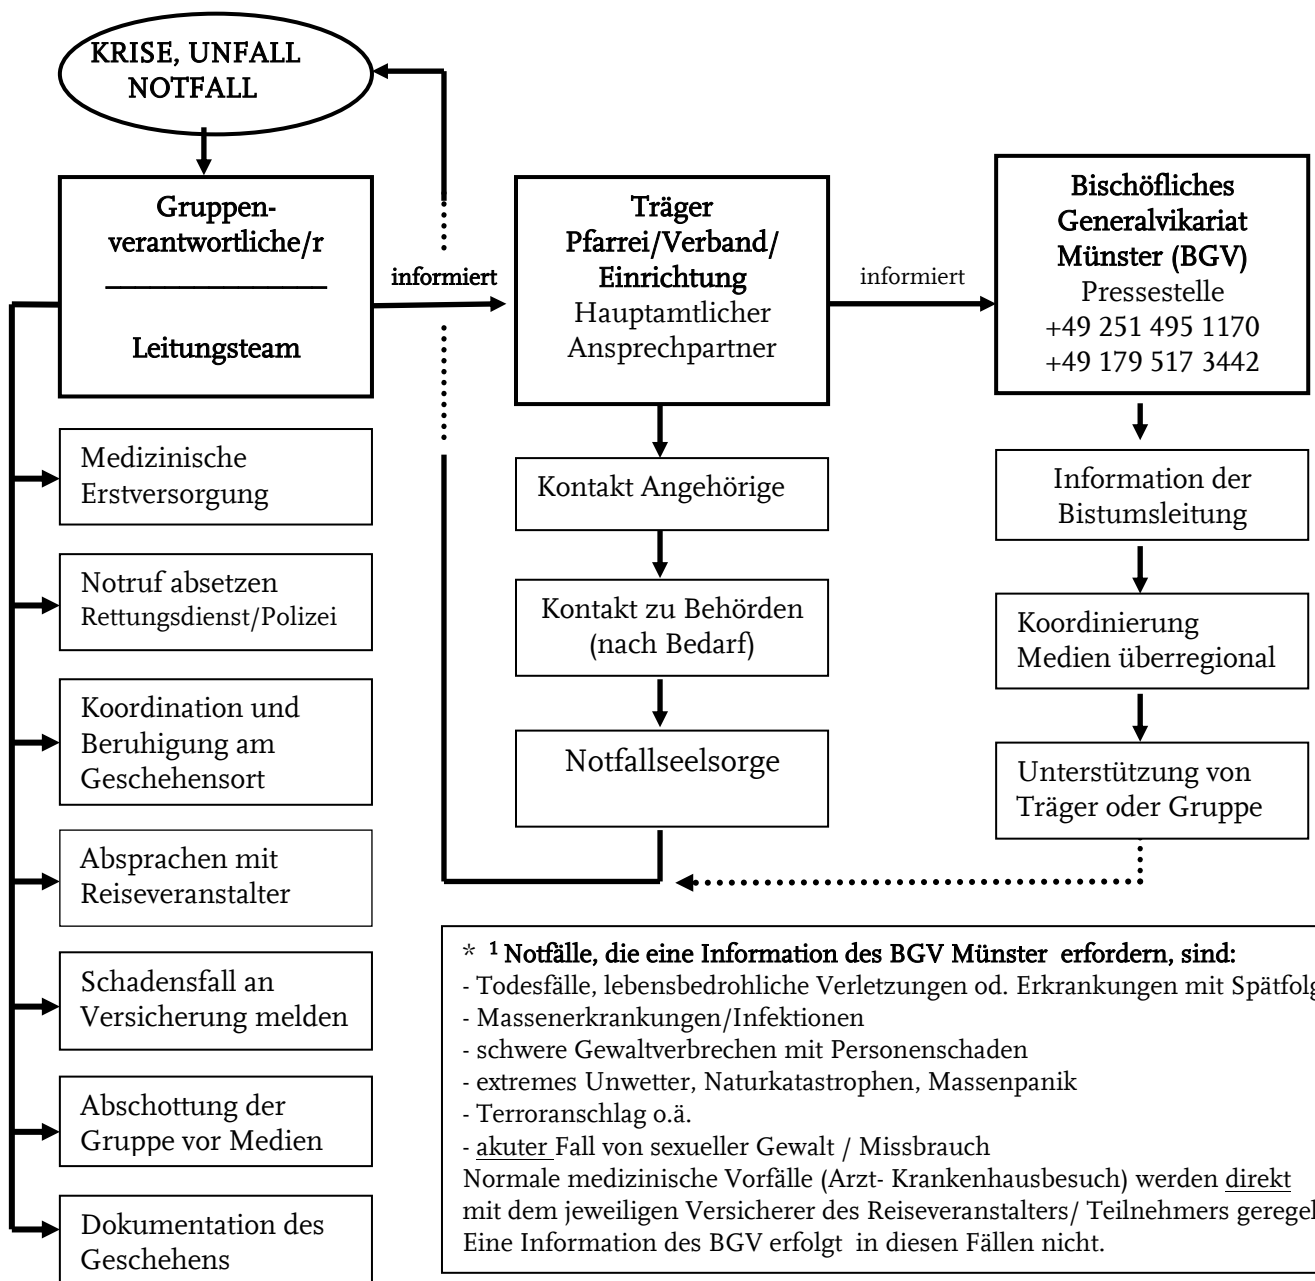 KRISE, UNFALL
NOTFALL
Gruppen-
verantwortliche/r
Leitungsteam
informiert
Träger
Pfarrei/Verband/
Einrichtung
Hauptamtlicher
Ansprechpartner
informiert
Bischöfliches
Generalvikariat
Münster (BGV)
Pressestelle
+49 251 495 1170
+49 179 517 3442
Medizinische
Erstversorgung
Notruf absetzen
Rettungsdienst/Polizei
Koordination und
Beruhigung am
Geschehensort
Absprachen mit
Reiseveranstalter
Schadensfall an
Versicherung melden
Abschottung der
Gruppe vor Medien
Dokumentation des
Geschehens
Kontakt Angehörige
Kontakt zu Behörden
(nach Bedarf)
Notfallseelsorge
Information der
Bistumsleitung
Koordinierung
Medien überregional
Unterstützung von
Träger oder Gruppe
* ¹ Notfälle, die eine Information des BGV Münster erfordern, sind:
- Todesfälle, lebensbedrohliche Verletzungen od. Erkrankungen mit Spätfolg
- Massenerkrankungen/Infektionen
- schwere Gewaltverbrechen mit Personenschaden
- extremes Unwetter, Naturkatastrophen, Massenpanik
- Terroranschlag o.ä.
- akuter Fall von sexueller Gewalt / Missbrauch
Normale medizinische Vorfälle (Arzt- Krankenhausbesuch) werden direkt
mit dem jeweiligen Versicherer des Reiseveranstalters/ Teilnehmers geregel
Eine Information des BGV erfolgt in diesen Fällen nicht.